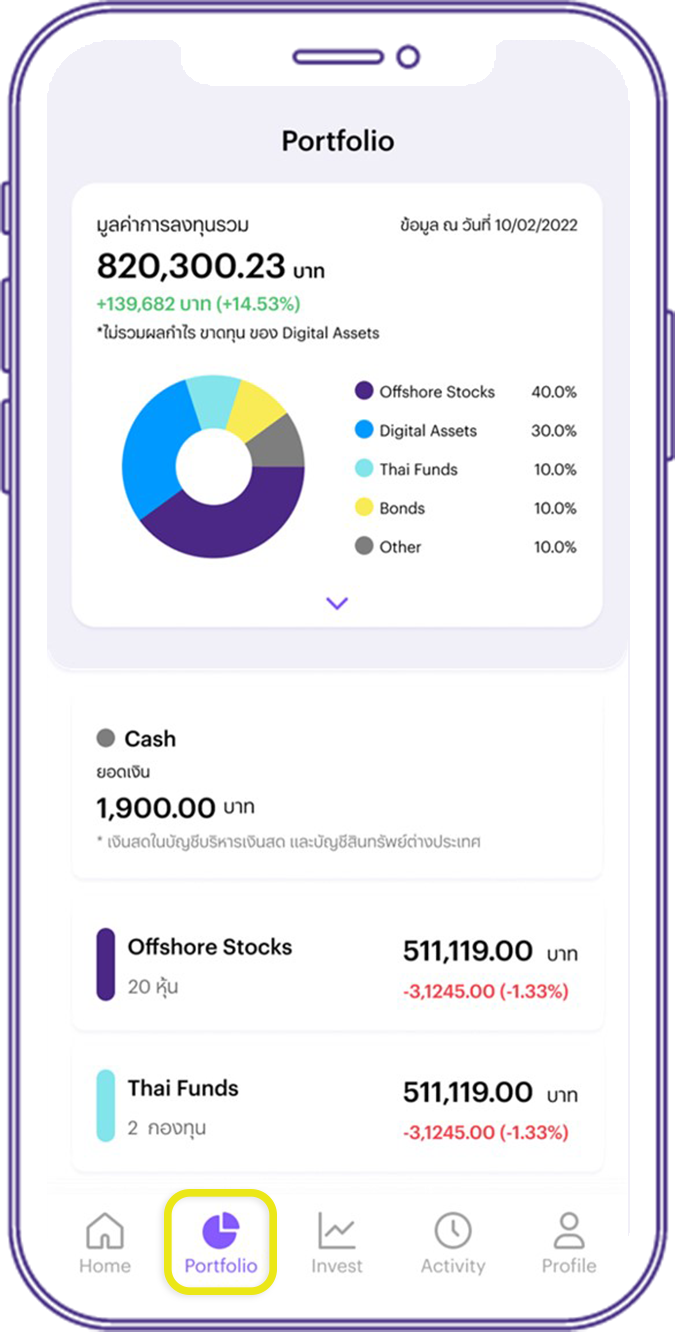 Portfolio
มูลค่าการลงทุนรวม ข้อมูล ณ วันที่ 10/02/2022
820,300.23 บาท
+139,682 บาท (+14.53%)
*ไม่รวมผลกำไร ขาดทุน ของ Digital Assets
Offshore Stocks 40.0%
Digital Assets 30.0%
Thai Funds 10.0%
Bonds 10.0%
Other 10.0%
Cash
ยอดเงิน
1,900.00 บาท
* เงินสดในบัญชีบริหารเงินสด และบัญชีสินทรัพย์ต่างประเทศ
Offshore Stocks 511,119.00 บาท
20 หุ้น -3,1245.00 (-1.33%)
Thai Funds 511,119.00 บาท
2 กองทุน -3,1245.00 (-1.33%)
Home Portfolio Invest Activity Profile